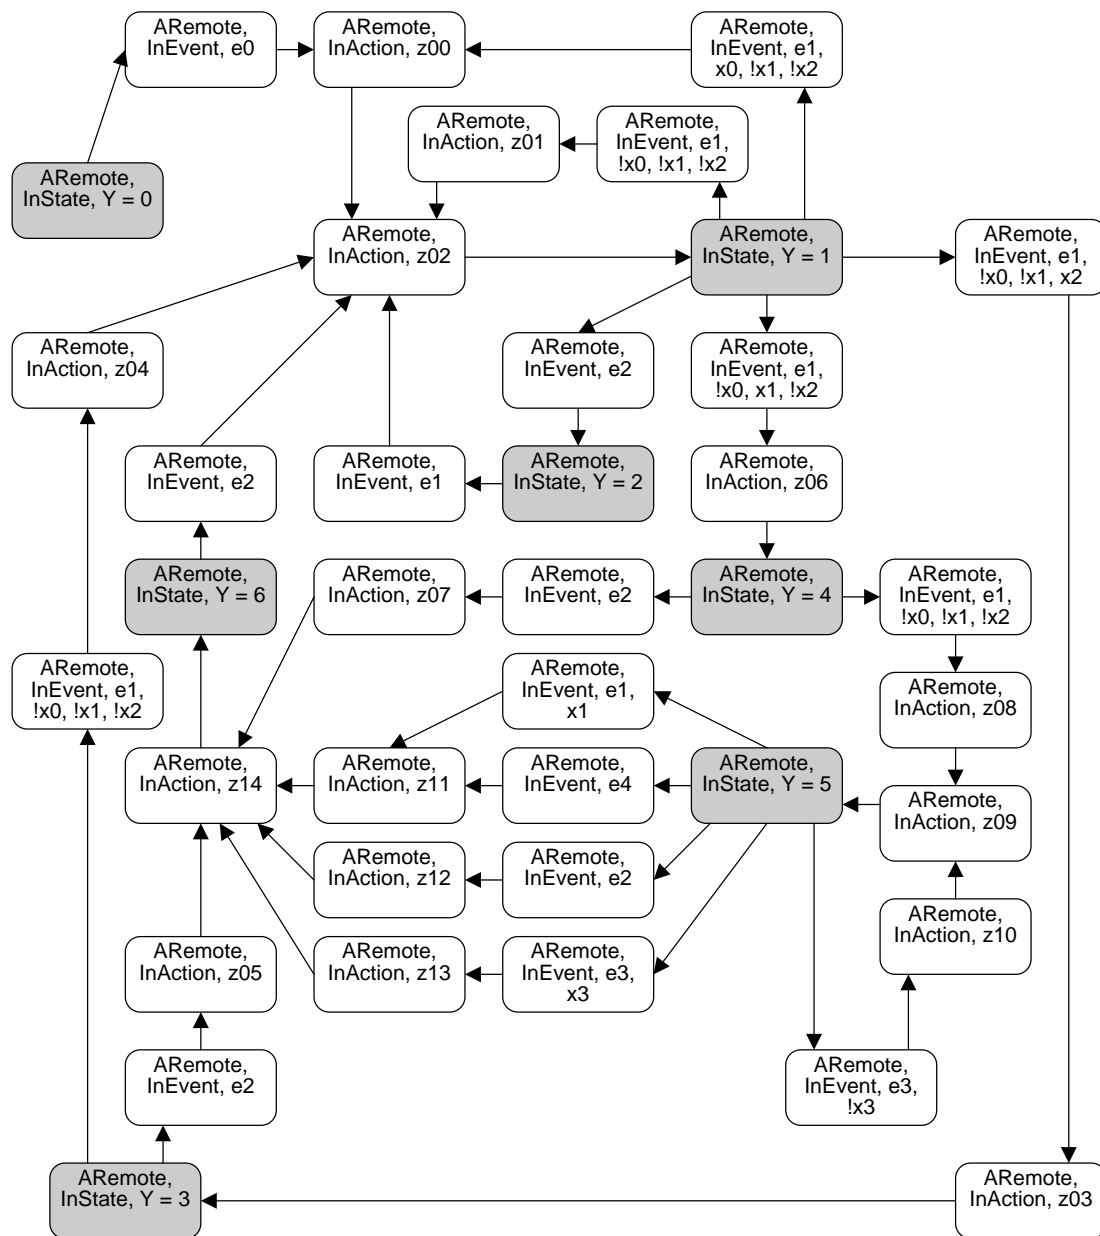 ARemote,
InEvent, e0
ARemote,
InAction, z00
ARemote,
InEvent, e1,
x0, !x1, !x2
ARemote,
InAction, z01
ARemote,
InEvent, e1,
!x0, !x1, !x2
ARemote,
InState, Y = 0
ARemote,
InAction, z02
ARemote,
InState, Y = 1
ARemote,
InEvent, e1,
!x0, !x1, x2
ARemote,
InAction, z04
ARemote,
InEvent, e2
ARemote,
InEvent, e1,
!x0, x1, !x2
ARemote,
InEvent, e2
ARemote,
InEvent, e1
ARemote,
InState, Y = 2
ARemote,
InAction, z06
ARemote,
InState, Y = 6
ARemote,
InAction, z07
ARemote,
InEvent, e2
ARemote,
InState, Y = 4
ARemote,
InEvent, e1,
!x0, !x1, !x2
ARemote,
InEvent, e1,
!x0, !x1, !x2
ARemote,
InEvent, e1,
x1
ARemote,
InAction, z08
ARemote,
InAction, z14
ARemote,
InAction, z11
ARemote,
InEvent, e4
ARemote,
InState, Y = 5
ARemote,
InAction, z09
ARemote,
InAction, z12
ARemote,
InEvent, e2
ARemote,
InAction, z10
ARemote,
InAction, z05
ARemote,
InAction, z13
ARemote,
InEvent, e3,
x3
ARemote,
InEvent, e2
ARemote,
InEvent, e3,
!x3
ARemote,
InState, Y = 3
ARemote,
InAction, z03